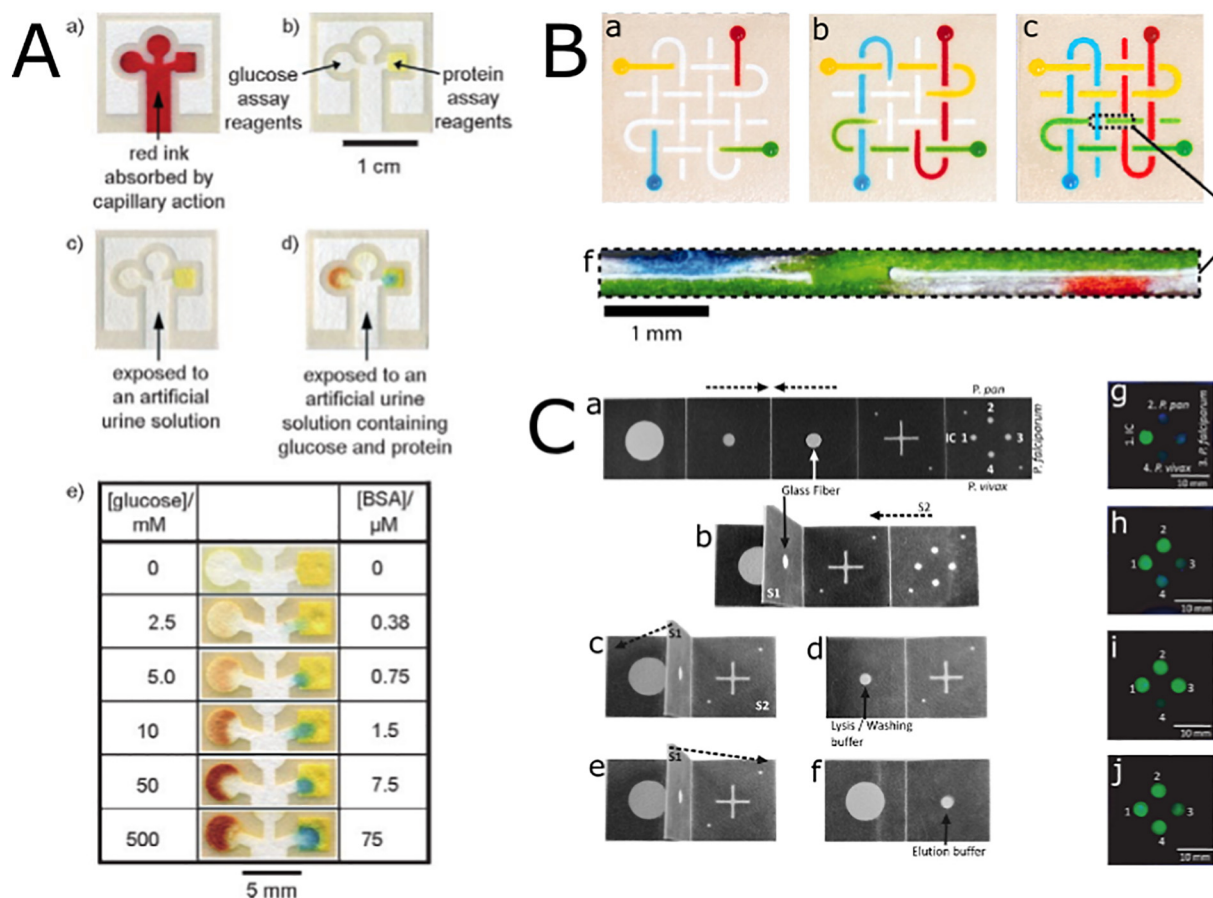 A
a)
b)
glucose
assay
reagents
protein
assay
reagents
1 cm
red ink
absorbed by
capillary action
c)
d)
exposed to
an artificial
urine solution
exposed to an
artificial urine
solution containing
glucose and protein
e)
[glucose]/
mM
[BSA]/
µM
0
0
2.5
0.38
5.0
0.75
10
1.5
50
7.5
500
75
5 mm
B
a
b
c
f
1 mm
C
a
P. pan
2
IC 1
3
4
P. falciparum
P. vivax
Glass Fiber
b
S1
S2
c
S1
S2
d
Lysis / Washing
buffer
e
S1
f
Elution buffer
g
2. P. pan
1. IC
3. P. falciparum
4. P. vivax
10 mm
h
2
1
3
4
10 mm
i
2
1
3
4
10 mm
j
2
1
3
4
10 mm